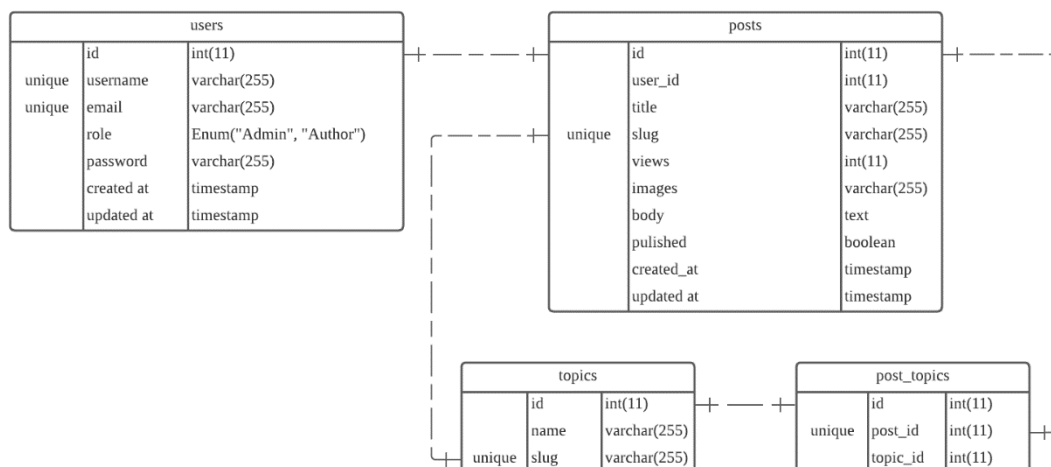 users
id int(11)
unique username varchar(255)
unique email varchar(255)
role Enum("Admin", "Author")
password varchar(255)
created at timestamp
updated at timestamp
posts
id int(11)
user_id int(11)
title varchar(255)
unique slug varchar(255)
views int(11)
images varchar(255)
body text
pulished boolean
created_at timestamp
updated at timestamp
topics
id int(11)
name varchar(255)
unique slug varchar(255)
post_topics
id int(11)
unique post_id int(11)
topic_id int(11)